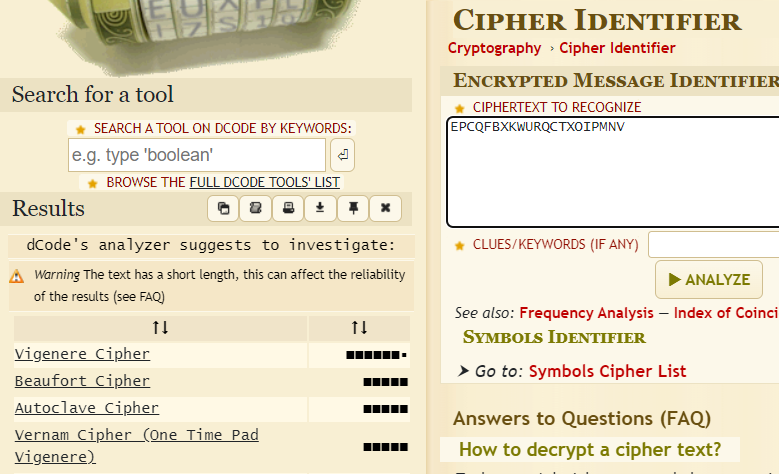 Search for a tool
SEARCH A TOOL ON DCODE BY KEYWORDS:
e.g. type 'boolean'
BROWSE THE FULL DCODE TOOLS' LIST
Results
dCode's analyzer suggests to investigate:
Warning The text has a short length, this can affect the reliability
of the results (see FAQ)
↑↓ ↑↓
Vigenere Cipher ■■■■■■▪
Beaufort Cipher ■■■■■
Autoclave Cipher ■■■■■
Vernam Cipher (One Time Pad
Vigenere) ■■■■■
CIPHER IDENTIFIER
Cryptography › Cipher Identifier
ENCRYPTED MESSAGE IDENTIFIER
CIPHERTEXT TO RECOGNIZE
EPCQFBXKWURQCTXOIPMNV
CLUES/KEYWORDS (IF ANY)
▶ ANALYZE
See also: Frequency Analysis — Index of Coinci
SYMBOLS IDENTIFIER
➤ Go to: Symbols Cipher List
Answers to Questions (FAQ)
How to decrypt a cipher text?